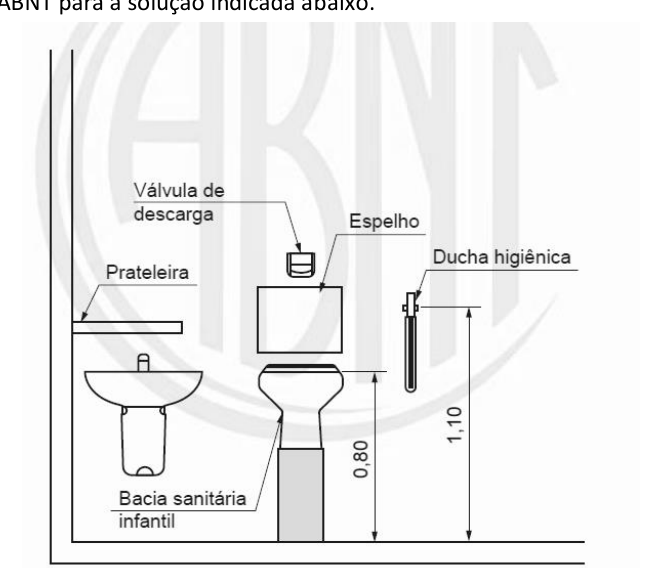 ABNT para a solução indicada abaixo.
ABNT
Válvula de
descarga
Espelho
Ducha higiênica
Prateleira
1,10
0,80
Bacia sanitária
infantil